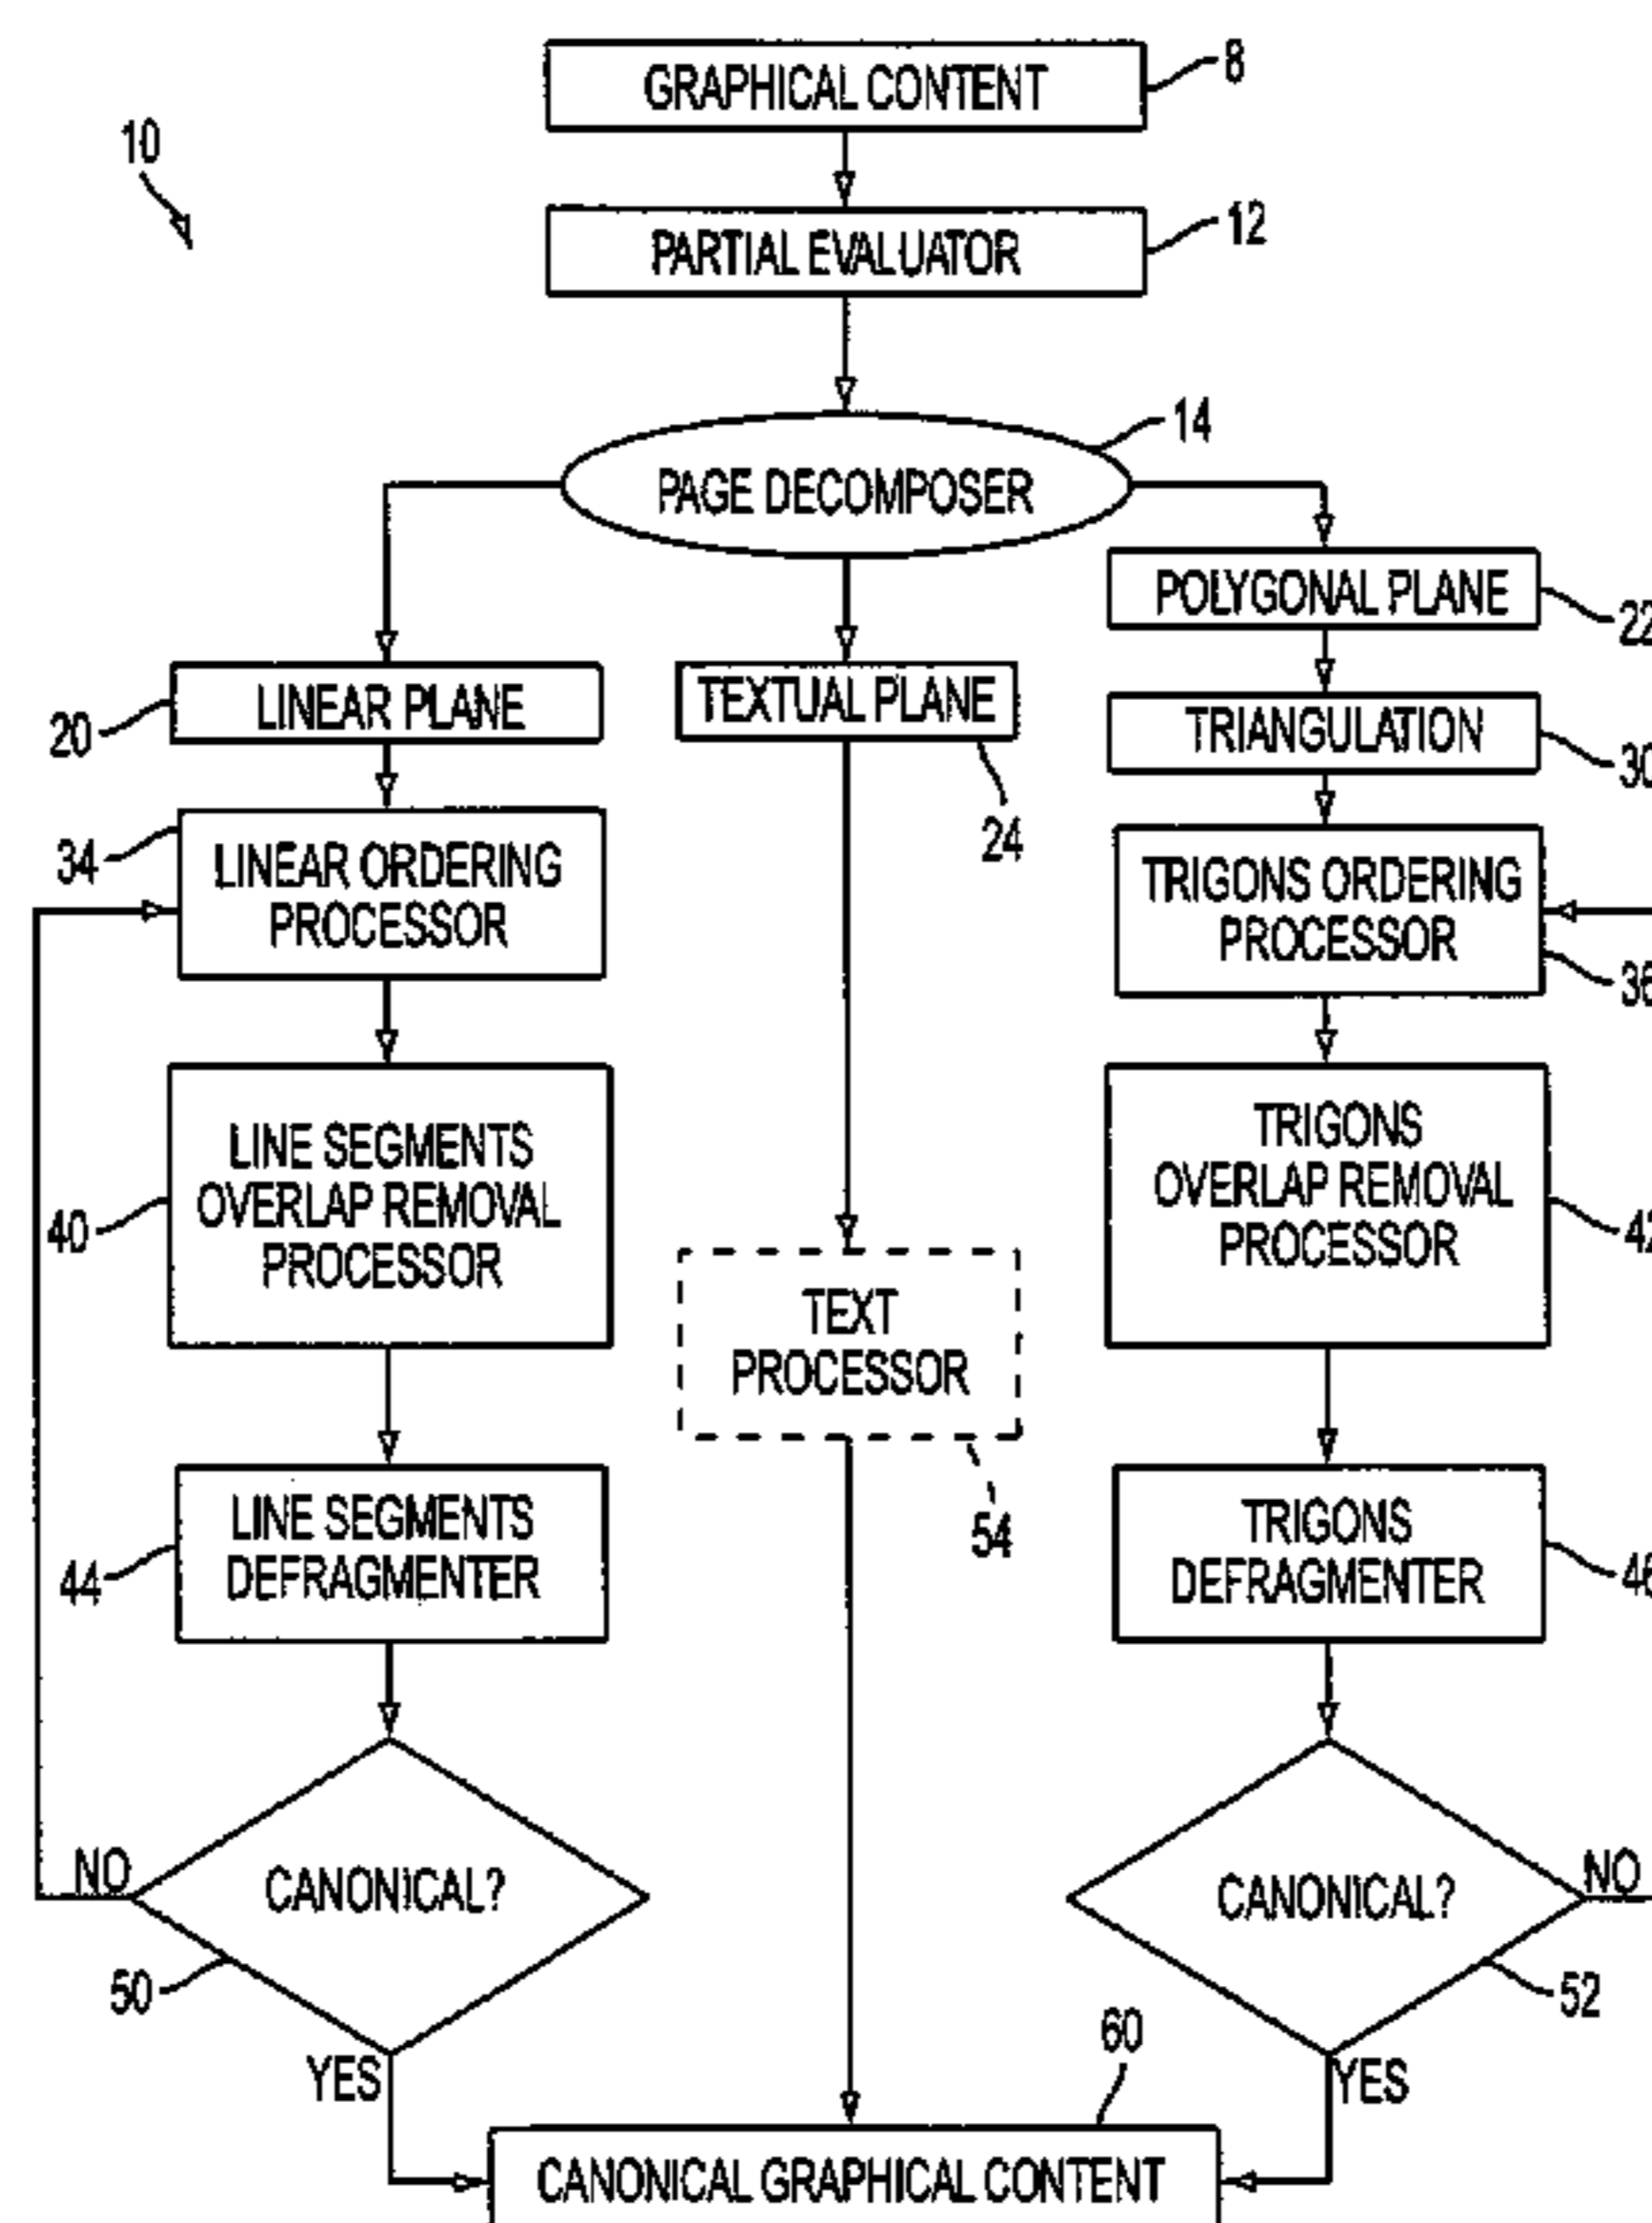 GRAPHICAL CONTENT
8
10
PARTIAL EVALUATOR
12
14
PAGE DECOMPOSER
POLYGONAL PLANE
22
LINEAR PLANE
20
TEXTUAL PLANE
24
TRIANGULATION
30
34
LINEAR ORDERING
PROCESSOR
TRIGONS ORDERING
PROCESSOR
LINE SEGMENTS
OVERLAP REMOVAL
PROCESSOR
40
TRIGONS
OVERLAP REMOVAL
PROCESSOR
42
TEXT
PROCESSOR
54
LINE SEGMENTS
DEFRAGMENTER
44
TRIGONS
DEFRAGMENTER
NO
CANONICAL?
50
YES
CANONICAL?
NO
52
YES
60
CANONICAL GRAPHICAL CONTENT